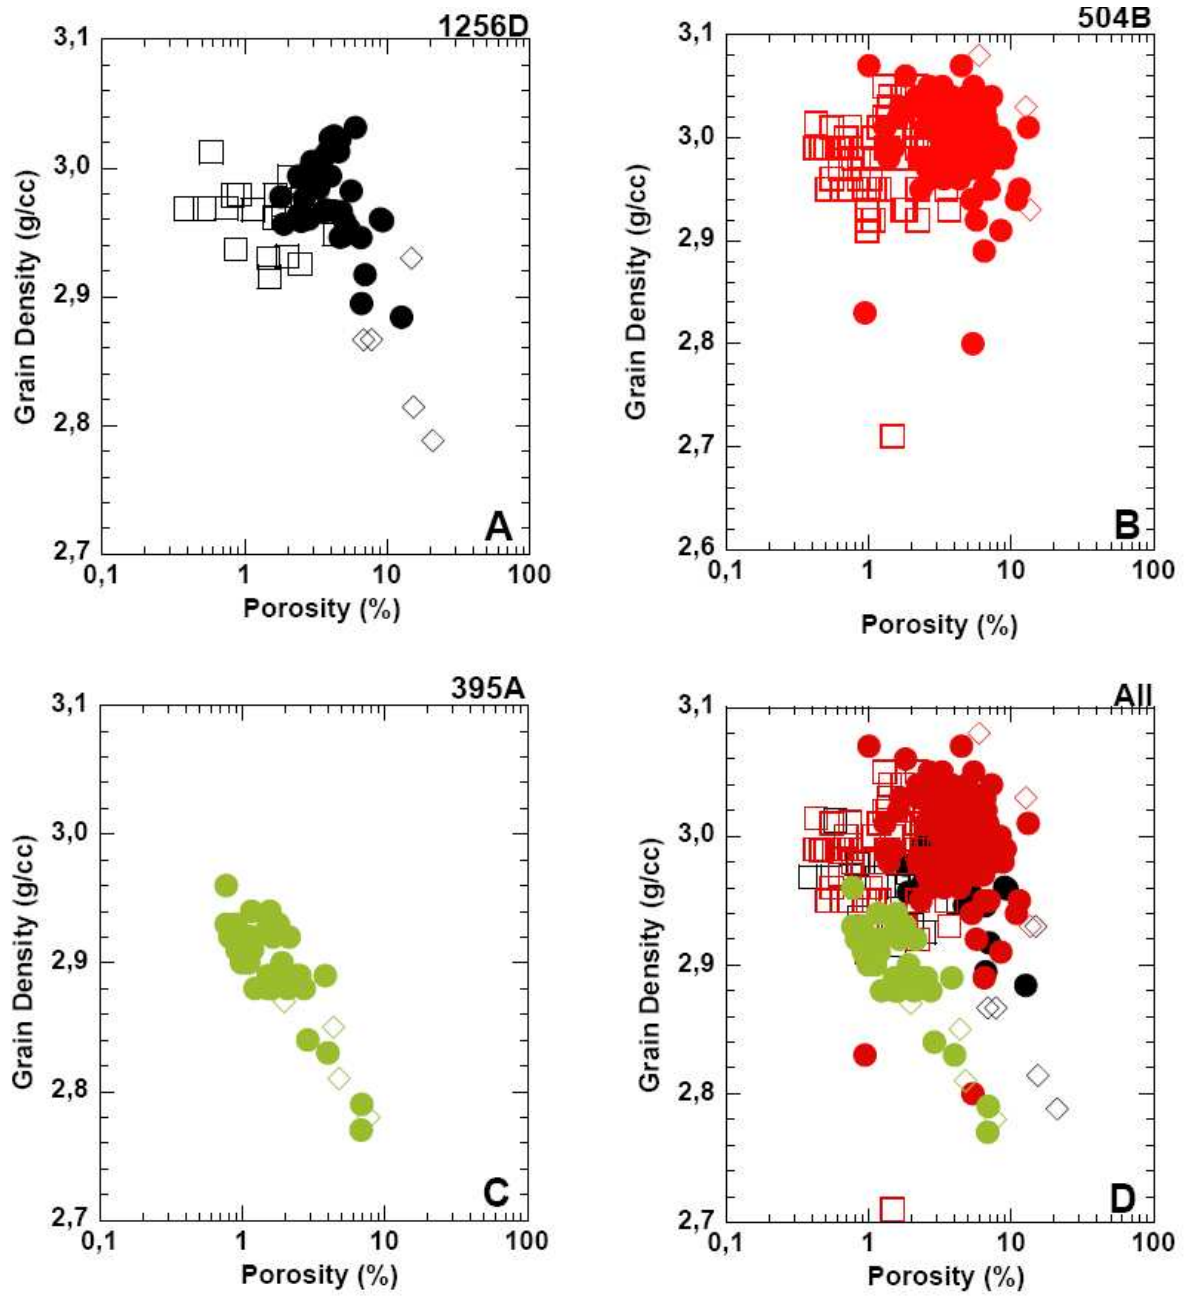 1256D
3,1
3,0
2,9
2,8
2,7
Grain Density (g/cc)
A
0,1 1 10 100
Porosity (%)
504B
3,1
3,0
2,9
2,8
2,7
2,6
Grain Density (g/cc)
B
0,1 1 10 100
Porosity (%)
395A
3,1
3,0
2,9
2,8
2,7
Grain Density (g/cc)
C
0,1 1 10 100
Porosity (%)
All
3,1
3,0
2,9
2,8
2,7
Grain Density (g/cc)
D
0,1 1 10 100
Porosity (%)